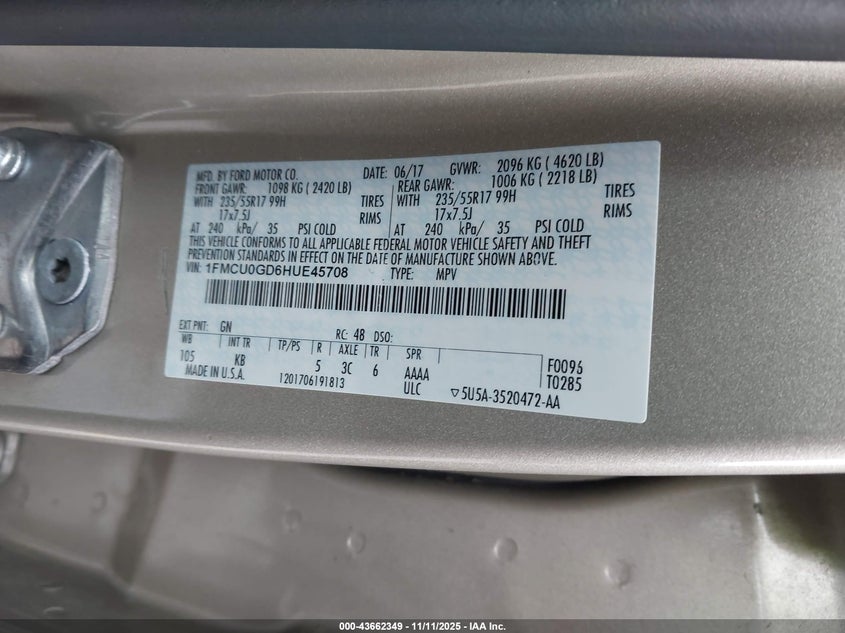 MFD. BY FORD MOTOR CO. DATE: 06/17 GVWR: 2096 KG ( 4620 LB)
FRONT GAWR: 1098 KG ( 2420 LB) REAR GAWR: 1006 KG ( 2218 LB)
WITH 235/55R17 99H TIRES WITH 235/55R17 99H TIRES
17x7.5J RIMS 17x7.5J RIMS
AT 240 kPa/ 35 PSI COLD AT 240 kPa/ 35 PSI COLD
THIS VEHICLE CONFORMS TO ALL APPLICABLE FEDERAL MOTOR VEHICLE SAFETY AND THEFT
PREVENTION STANDARDS IN EFFECT ON THE DATE OF MANUFACTURE SHOWN ABOVE.
VIN: 1FMCU0GD6HUE45708 TYPE: MPV
EXT PNT: GN RC: 48 DSO:
WB INT TR TP/PS R AXLE TR SPR
105 KB 5 3C 6 AAAA F0096
MADE IN U.S.A. 1201706191813 ULC T0285
▽5U5A-3520472-AA
000-43662349 - 11/11/2025 - IAA Inc.